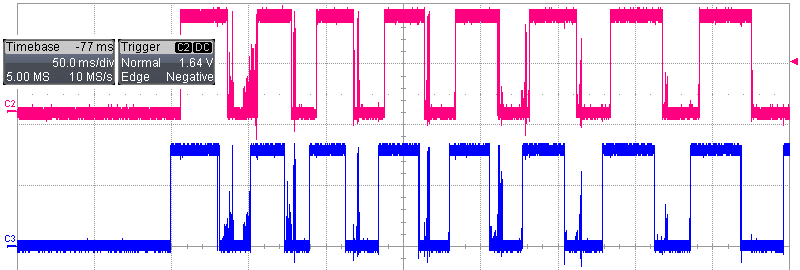 Timebase -77 ms
50.0 ms/div
5.00 MS 10 MS/s
Trigger C2 DC
Normal 1.64 V
Edge Negative
C2
C3